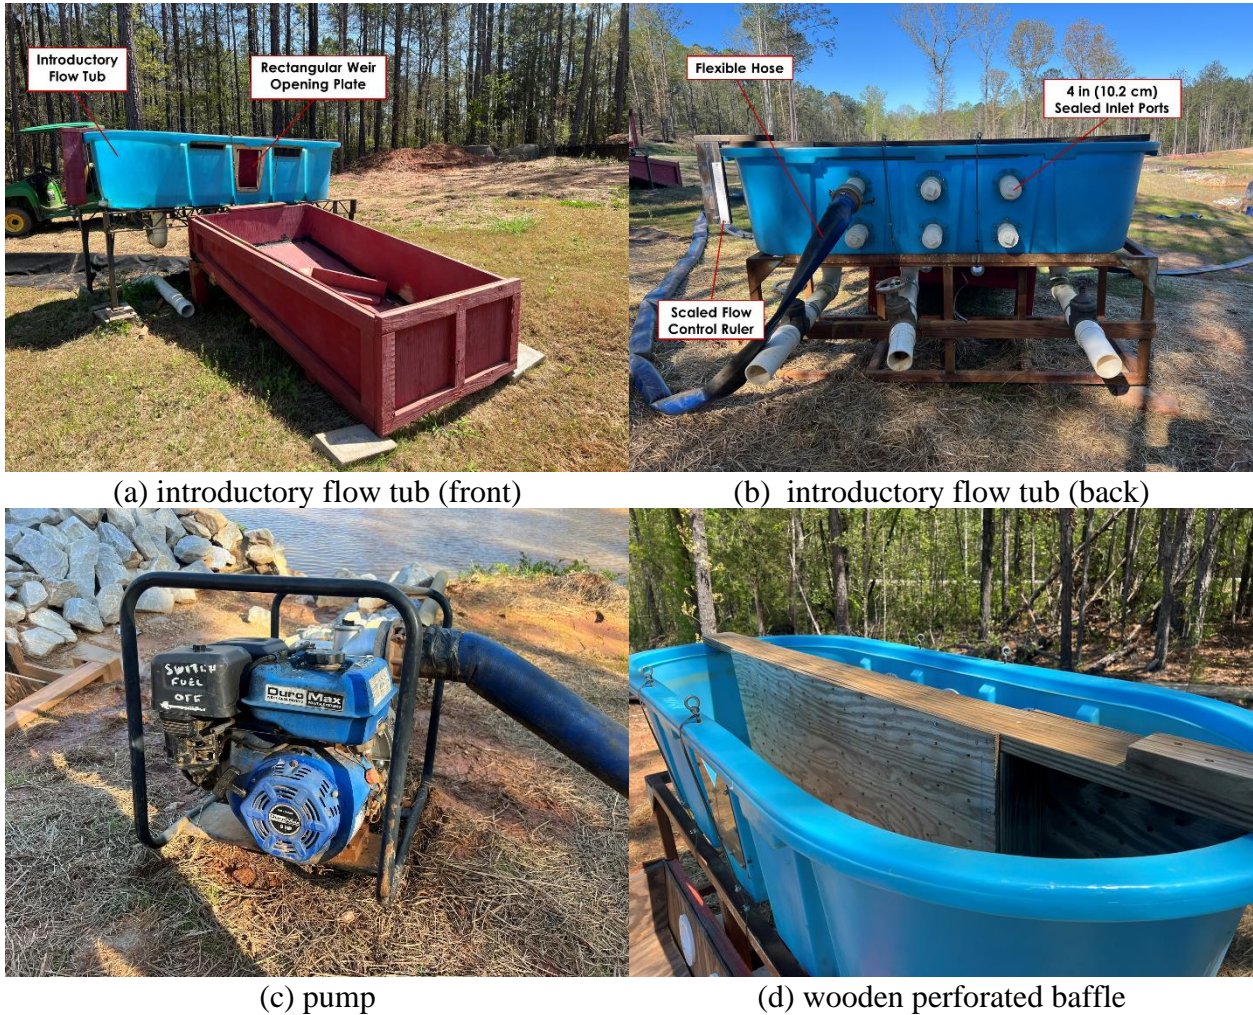 Introductory
Flow Tub
Rectangular Weir
Opening Plate
Flexible Hose
4 in (10.2 cm)
Sealed Inlet Ports
Scaled Flow
Control Ruler
(a) introductory flow tub (front)
(b) introductory flow tub (back)
SWITCH
FUEL
OFF
DuroMax
(c) pump
(d) wooden perforated baffle